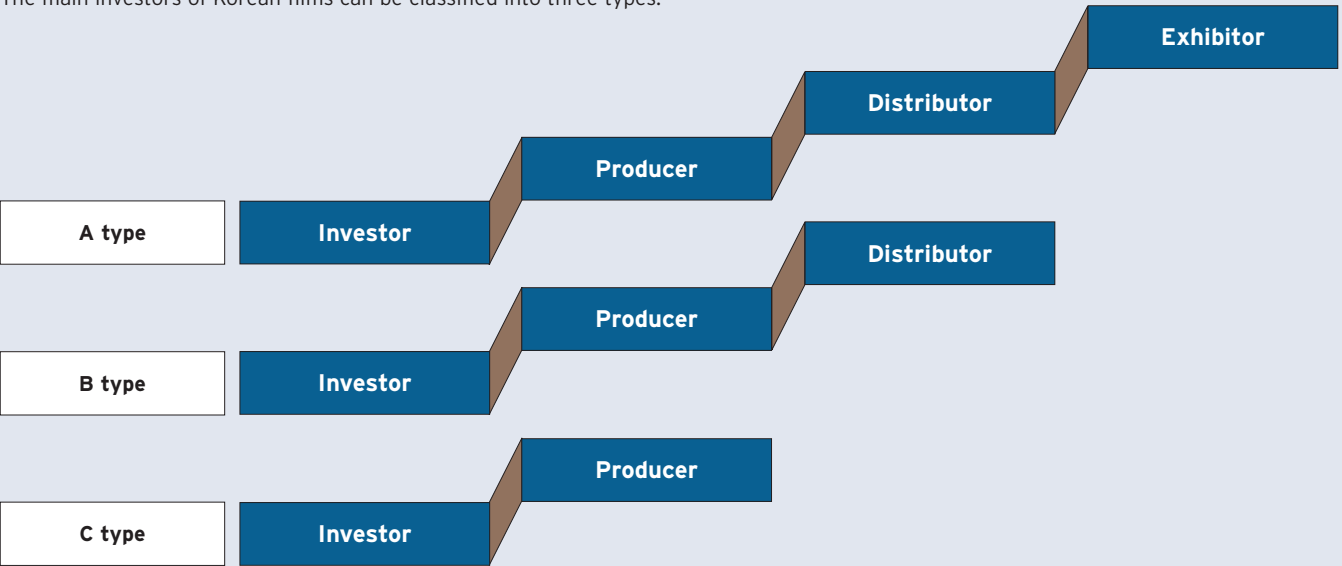 The main investors of Korean films can be classified into three types.
Exhibitor
Distributor
Producer
A type
Investor
Distributor
Producer
B type
Investor
Producer
C type
Investor